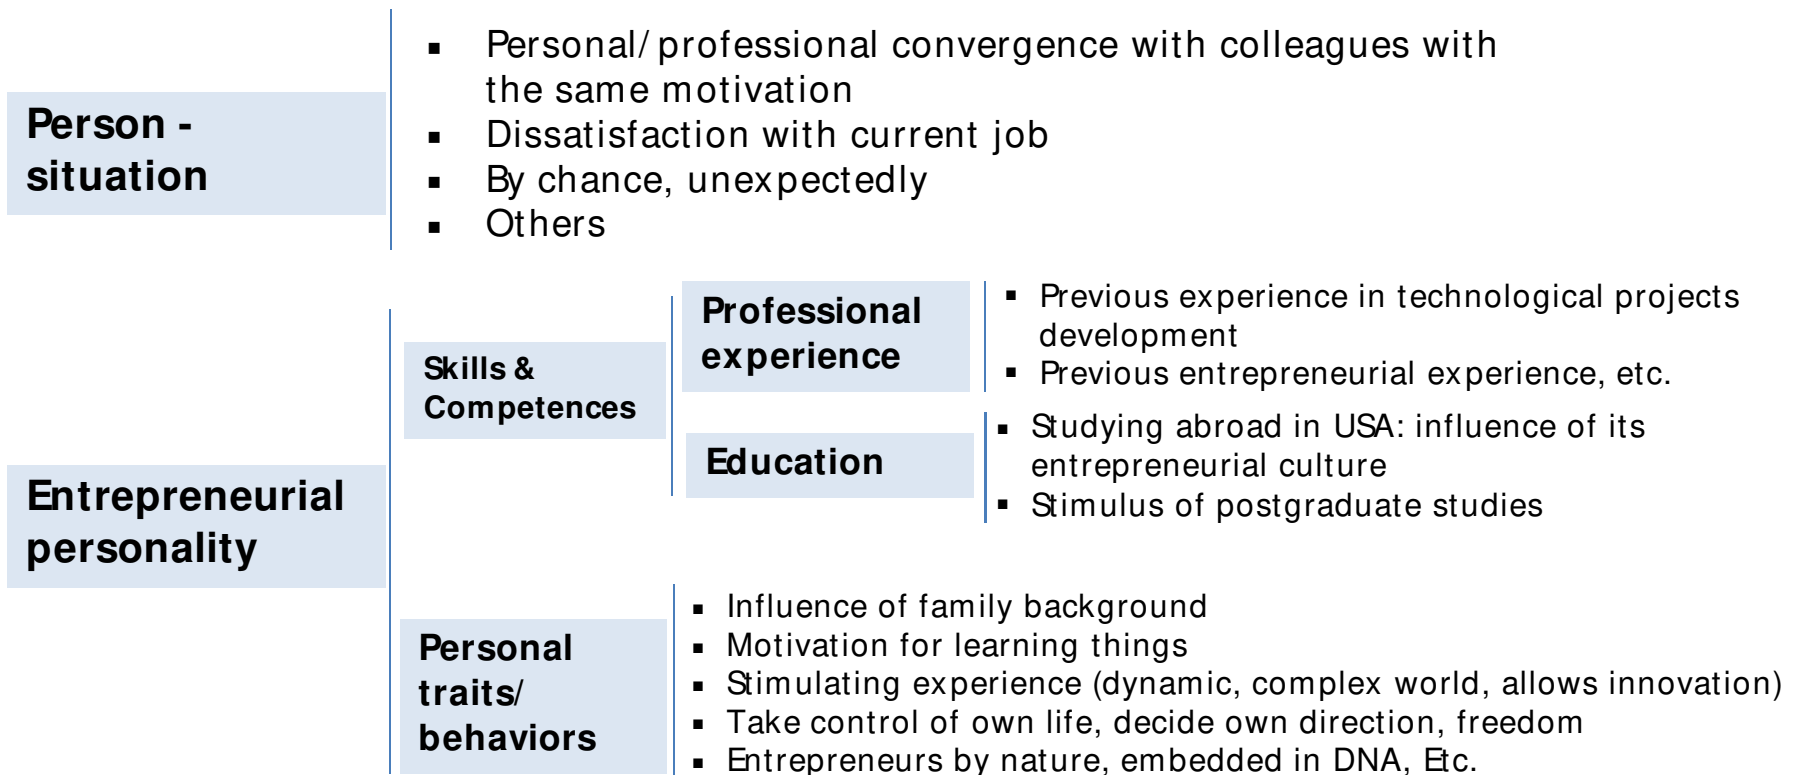 Person -
situation
▪ Personal/ professional convergence with colleagues with
the same motivation
▪ Dissatisfaction with current job
▪ By chance, unexpectedly
▪ Others
Entrepreneurial
personality
Skills &
Competences
Professional
experience
▪ Previous experience in technological projects
development
▪ Previous entrepreneurial experience, etc.
Education
▪ Studying abroad in USA: influence of its
entrepreneurial culture
▪ Stimulus of postgraduate studies
Personal
traits/
behaviors
▪ Influence of family background
▪ Motivation for learning things
▪ Stimulating experience (dynamic, complex world, allows innovation)
▪ Take control of own life, decide own direction, freedom
▪ Entrepreneurs by nature, embedded in DNA, Etc.